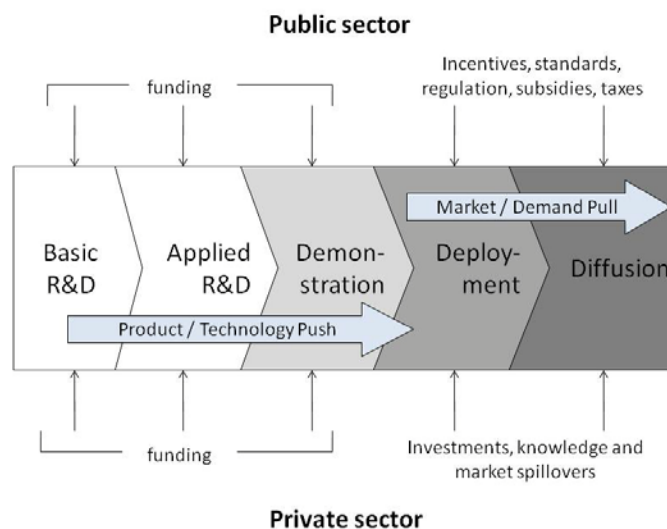 Public sector
funding
Incentives, standards,
regulation, subsidies, taxes
Market / Demand Pull
Basic
R&D
Applied
R&D
Demon-
stration
Deploy-
ment
Diffusion
Product / Technology Push
funding
Investments, knowledge and
market spillovers
Private sector